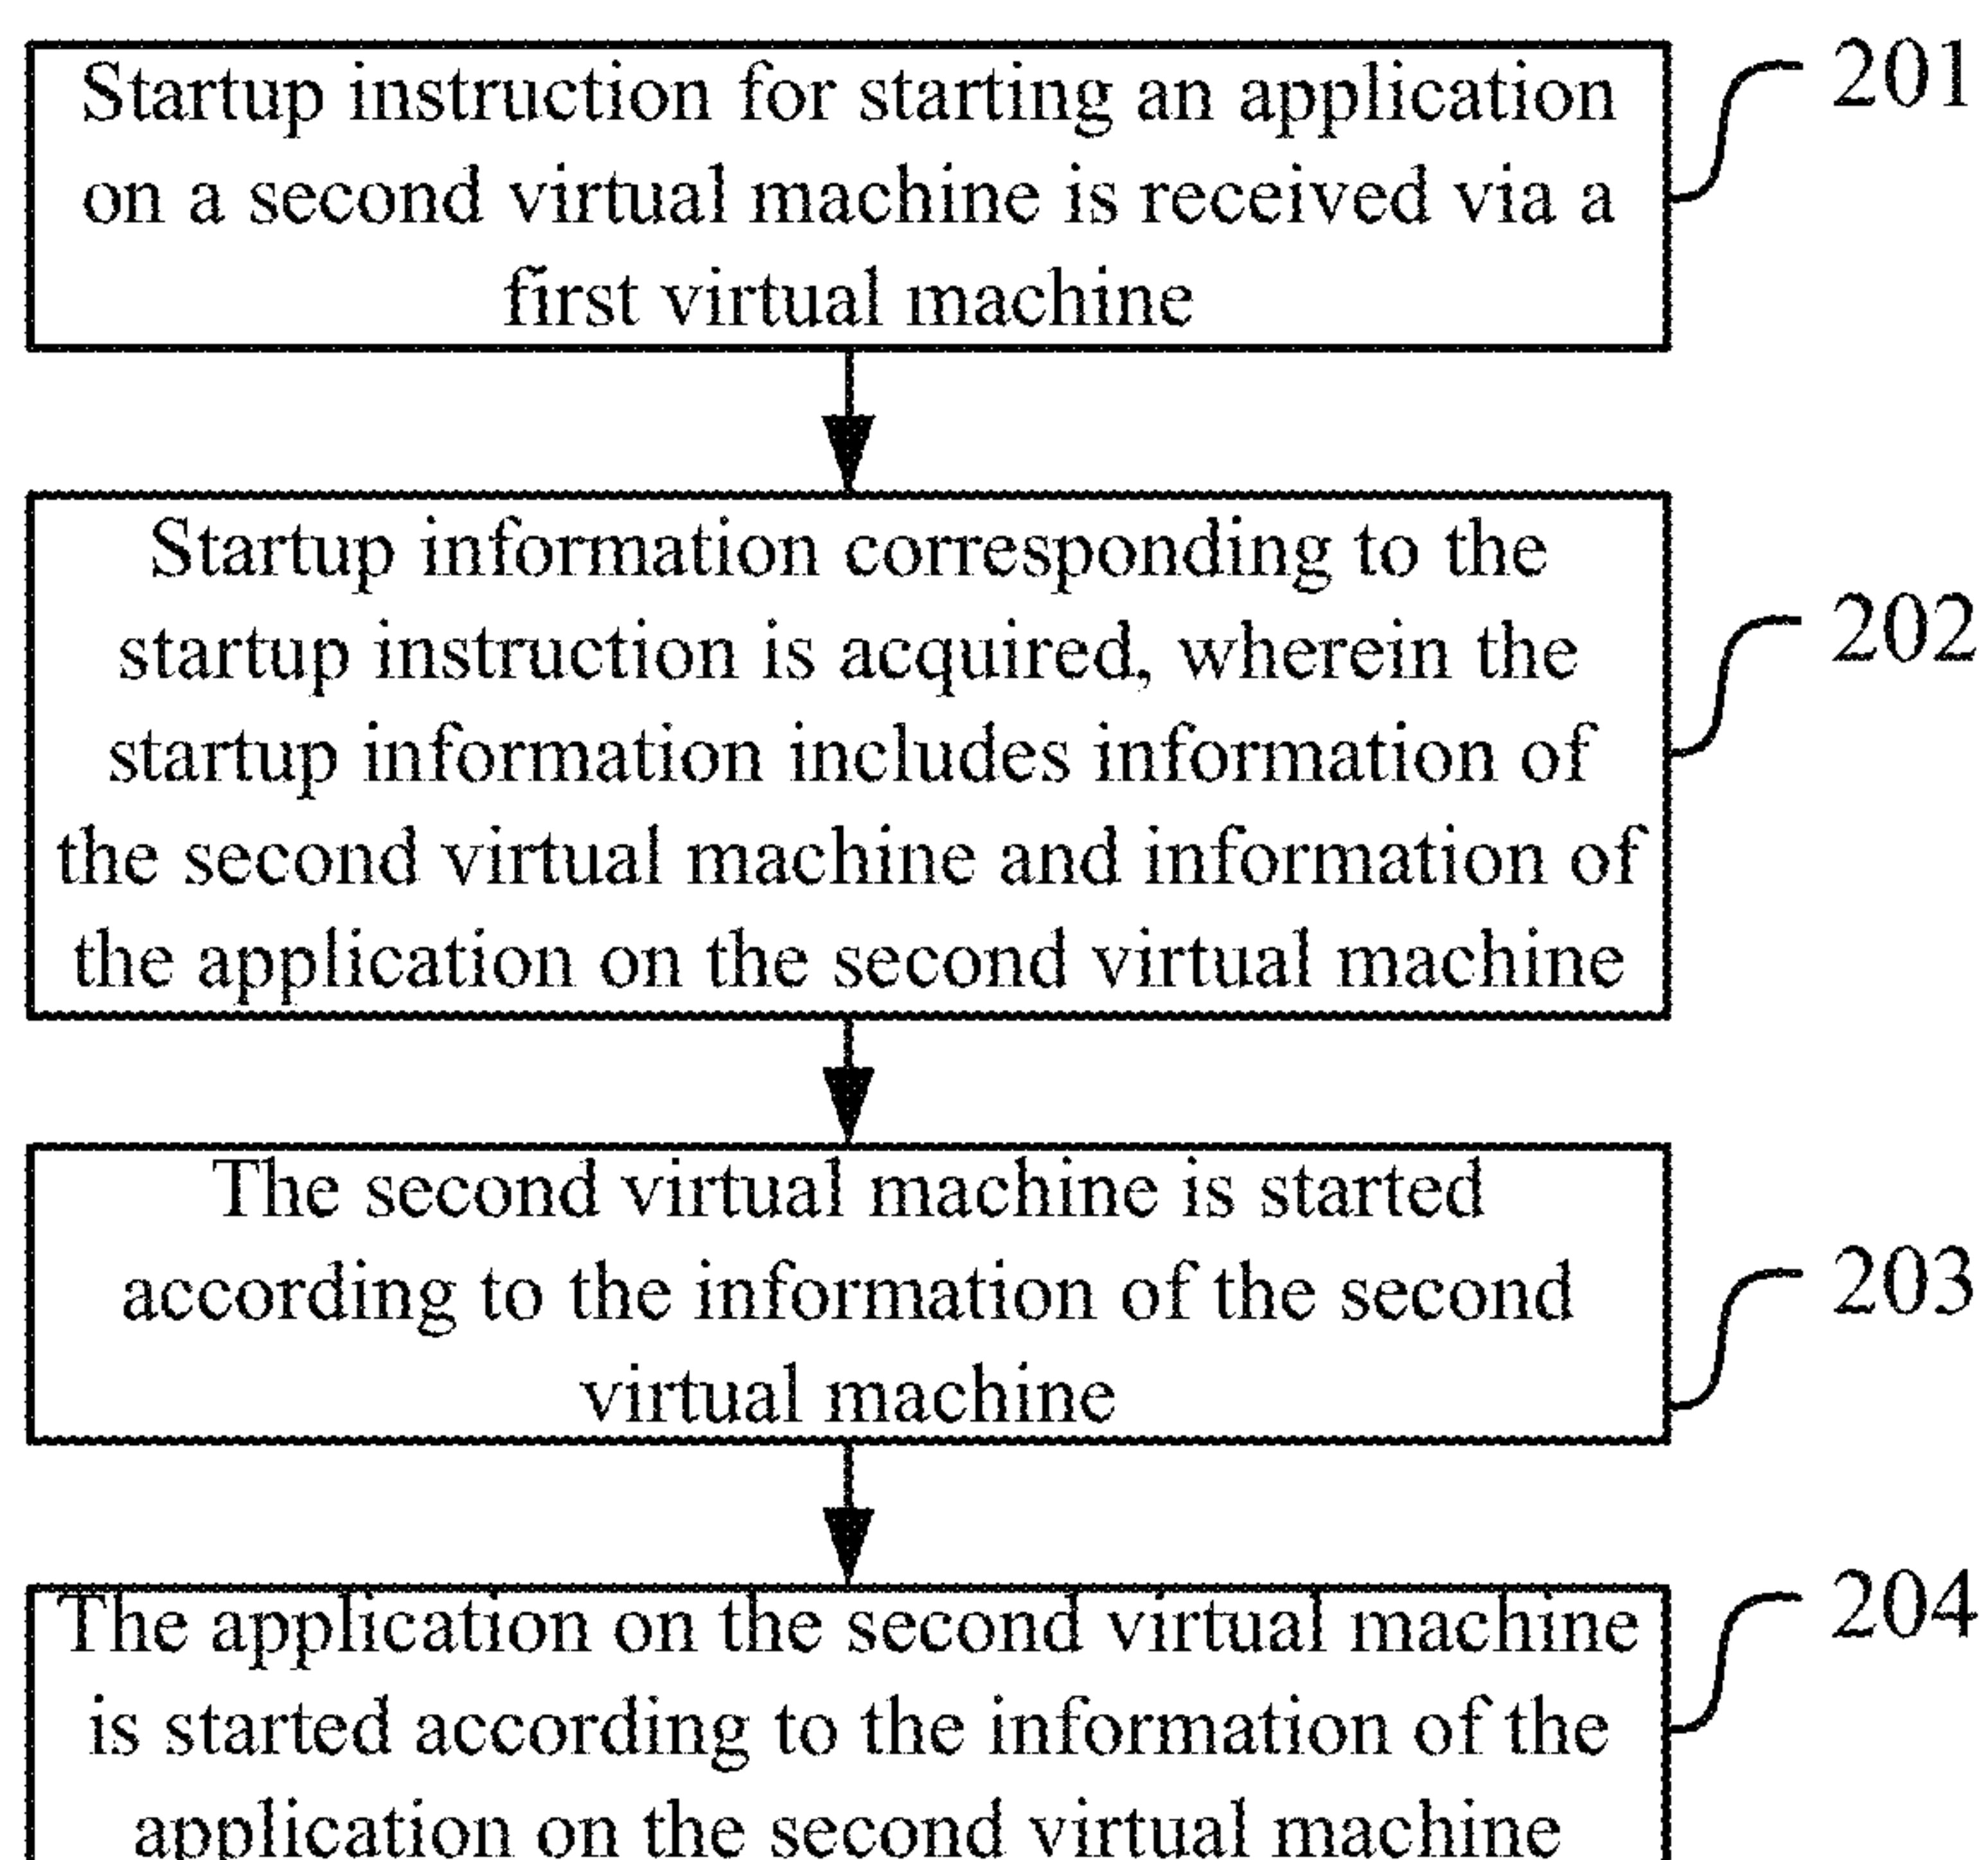 Startup instruction for starting an application
on a second virtual machine is received via a
first virtual machine
201
Startup information corresponding to the
startup instruction is acquired, wherein the
startup information includes information of
the second virtual machine and information of
the application on the second virtual machine
202
The second virtual machine is started
according to the information of the second
virtual machine
203
The application on the second virtual machine
is started according to the information of the
application on the second virtual machine
204